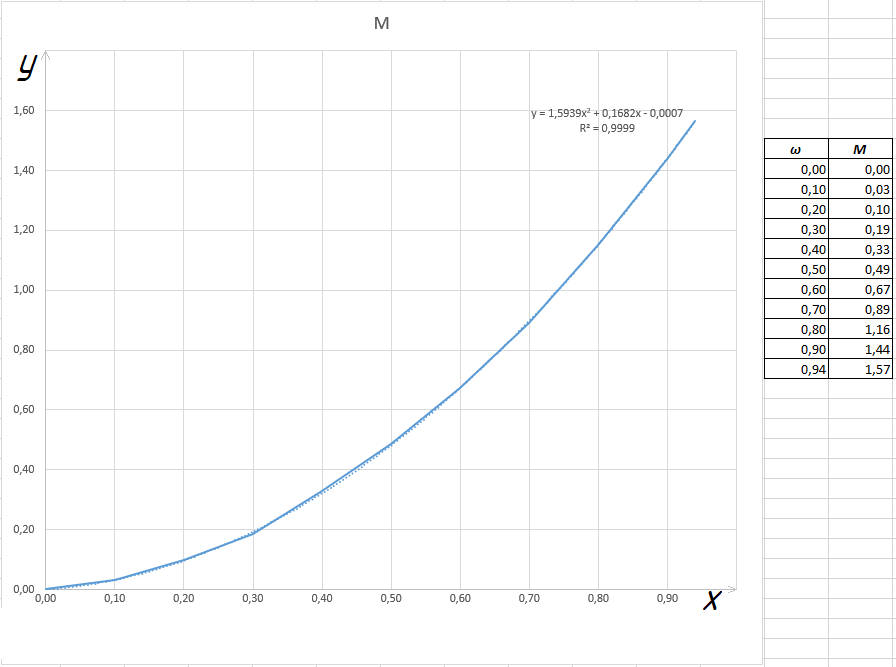 M
y
1,60
y = 1,5939x² + 0,1682x - 0,0007
R² = 0,9999
1,40
1,20
1,00
0,80
0,60
0,40
0,20
0,00
0,00 0,10 0,20 0,30 0,40 0,50 0,60 0,70 0,80 0,90
x
ω M
0,00 0,00
0,10 0,03
0,20 0,10
0,30 0,19
0,40 0,33
0,50 0,49
0,60 0,67
0,70 0,89
0,80 1,16
0,90 1,44
0,94 1,57